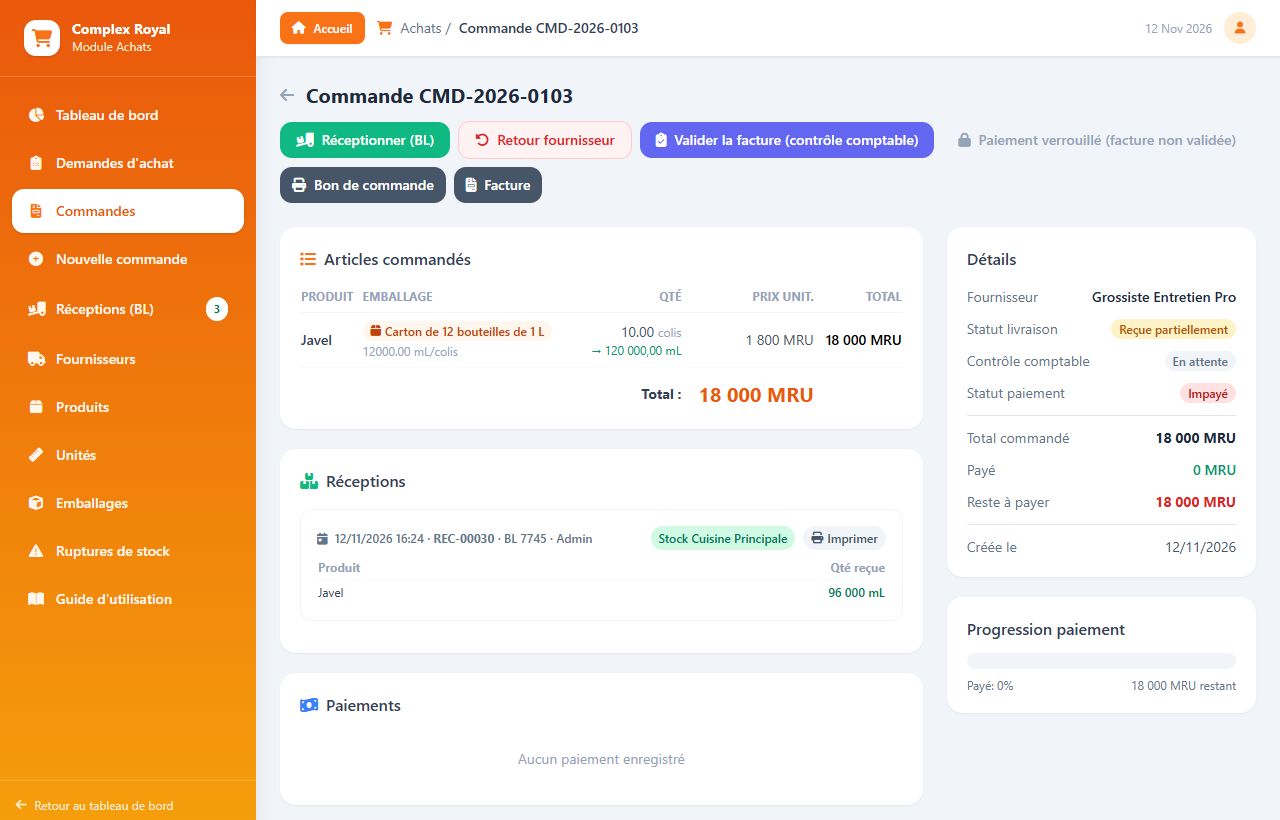 Complex Royal
Module Achats
Tableau de bord
Demandes d'achat
Commandes
Nouvelle commande
Réceptions (BL) 3
Fournisseurs
Produits
Unités
Emballages
Ruptures de stock
Guide d'utilisation
Retour au tableau de bord
Accueil Achats / Commande CMD-2026-0103 12 Nov 2026
Commande CMD-2026-0103
Réceptionner (BL) Retour fournisseur Valider la facture (contrôle comptable) Paiement verrouillé (facture non validée)
Bon de commande Facture
Articles commandés
PRODUIT EMBALLAGE QTÉ PRIX UNIT. TOTAL
Javel Carton de 12 bouteilles de 1 L 10.00 colis 1 800 MRU 18 000 MRU
12000.00 mL/colis → 120 000,00 mL
Total : 18 000 MRU
Réceptions
12/11/2026 16:24 · REC-00030 · BL 7745 · Admin Stock Cuisine Principale Imprimer
Produit Qté reçue
Javel 96 000 mL
Paiements
Aucun paiement enregistré
Détails
Fournisseur Grossiste Entretien Pro
Statut livraison Reçue partiellement
Contrôle comptable En attente
Statut paiement Impayé
Total commandé 18 000 MRU
Payé 0 MRU
Reste à payer 18 000 MRU
Créée le 12/11/2026
Progression paiement
Payé: 0% 18 000 MRU restant